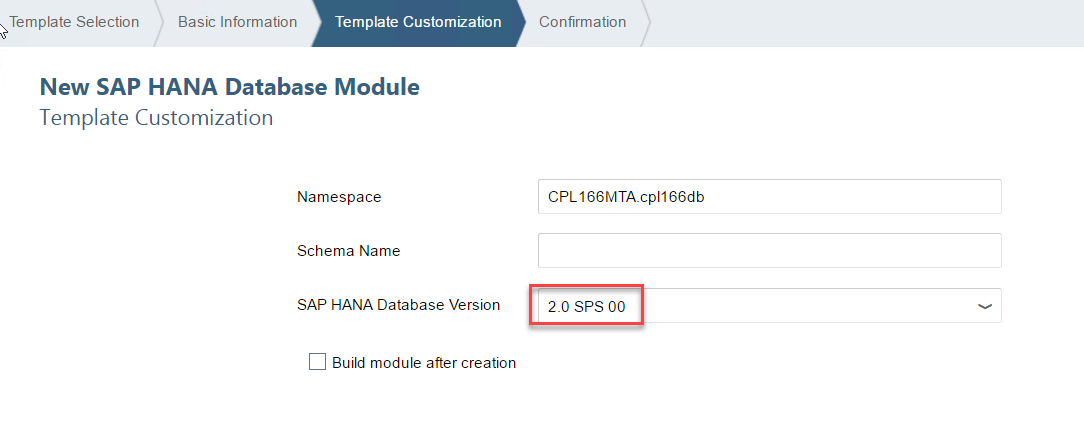 Template Selection
Basic Information
Template Customization
Confirmation
New SAP HANA Database Module
Template Customization
Namespace
CPL166MTA.cpl166db
Schema Name
SAP HANA Database Version
2.0 SPS 00
Build module after creation